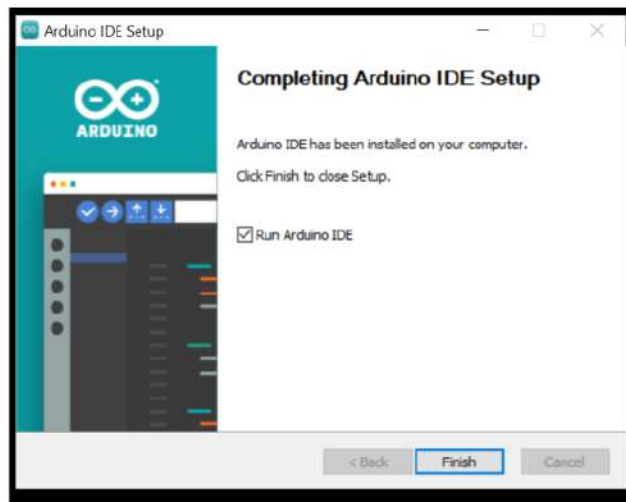 Arduino IDE Setup
ARDUINO
Completing Arduino IDE Setup
Arduino IDE has been installed on your computer.
Click Finish to close Setup.
Run Arduino IDE
< Back
Finish
Cancel